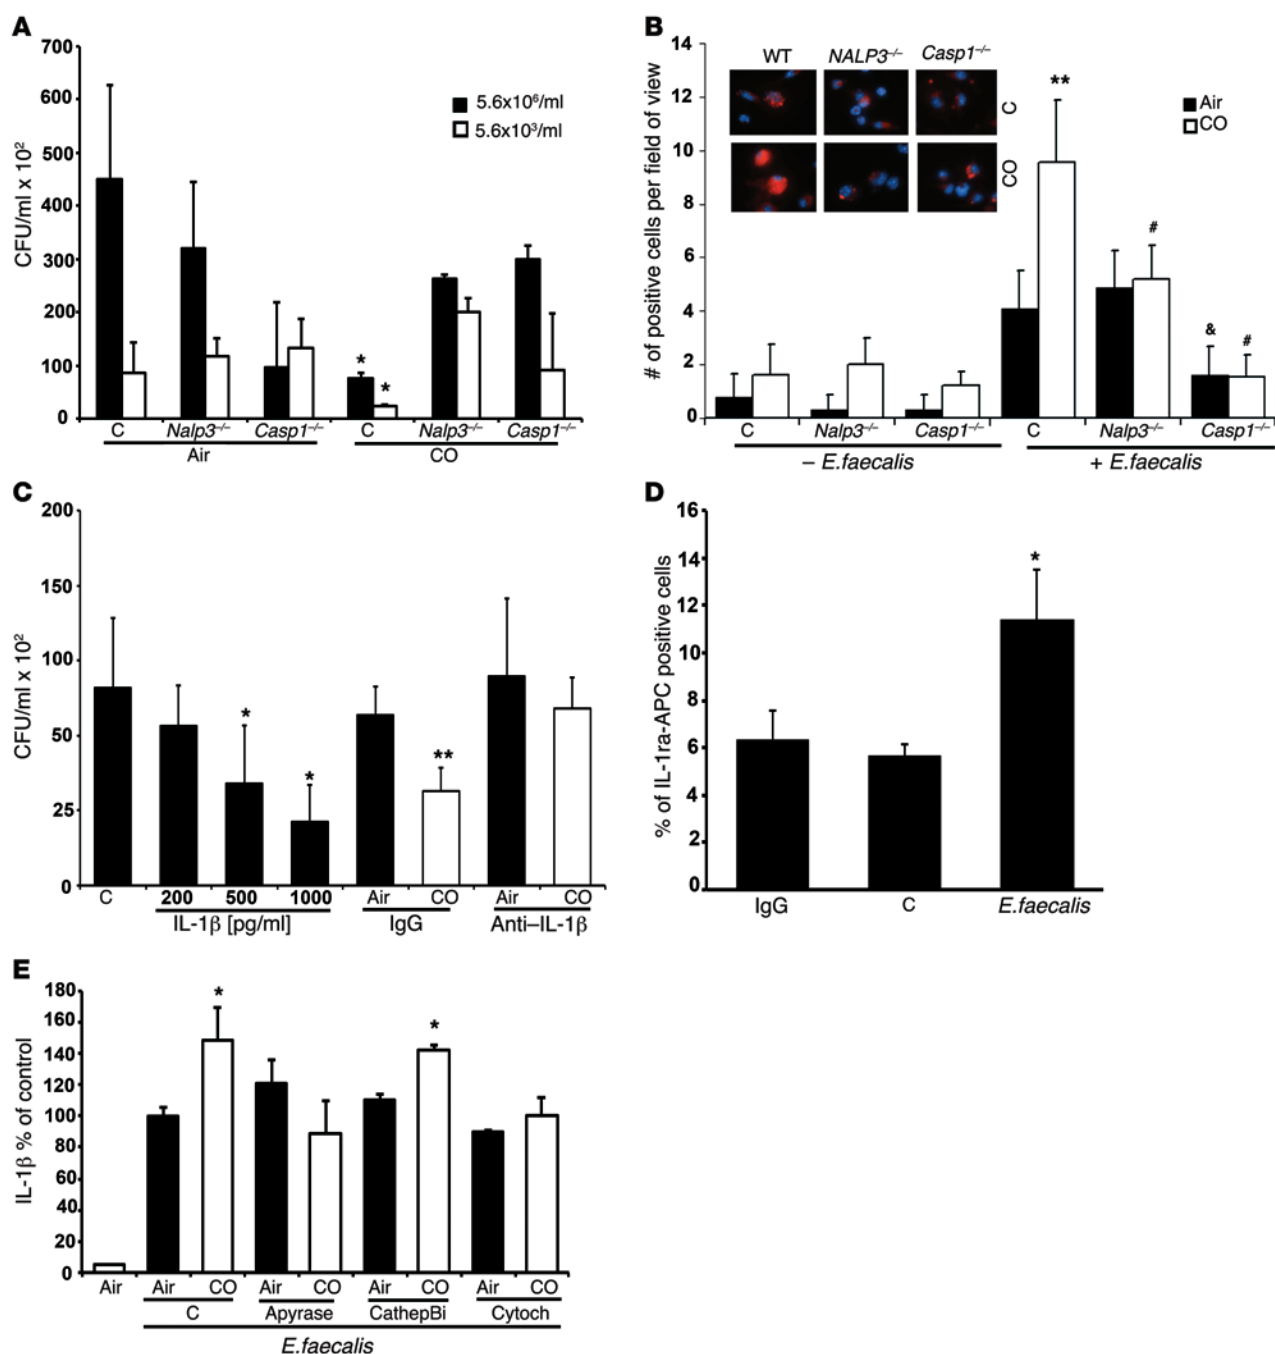 A
CFU/ml x 10²
700
600
500
400
300
200
100
0
5.6x10⁶/ml
5.6x10³/ml
* *
C Nalp3⁻/⁻ Casp1⁻/⁻ C Nalp3⁻/⁻ Casp1⁻/⁻
Air CO
B
# of positive cells per field of view
14
12
10
8
6
4
2
0
WT NALP3⁻/⁻ Casp1⁻/⁻
C
CO
Air
CO
** # & #
C Nalp3⁻/⁻ Casp1⁻/⁻ C Nalp3⁻/⁻ Casp1⁻/⁻
– E.faecalis + E.faecalis
C
CFU/ml x 10²
200
150
100
50
25
0
* * **
C 200 500 1000 Air CO Air CO
IL-1β [pg/ml] IgG Anti–IL-1β
D
% of IL-1ra-APC positive cells
16
14
12
10
8
6
4
2
0
*
IgG C E.faecalis
E
IL-1β % of control
180
160
140
120
100
80
60
40
20
0
* *
Air Air CO Air CO Air CO Air CO
C Apyrase CathepBi Cytoch
E.faecalis